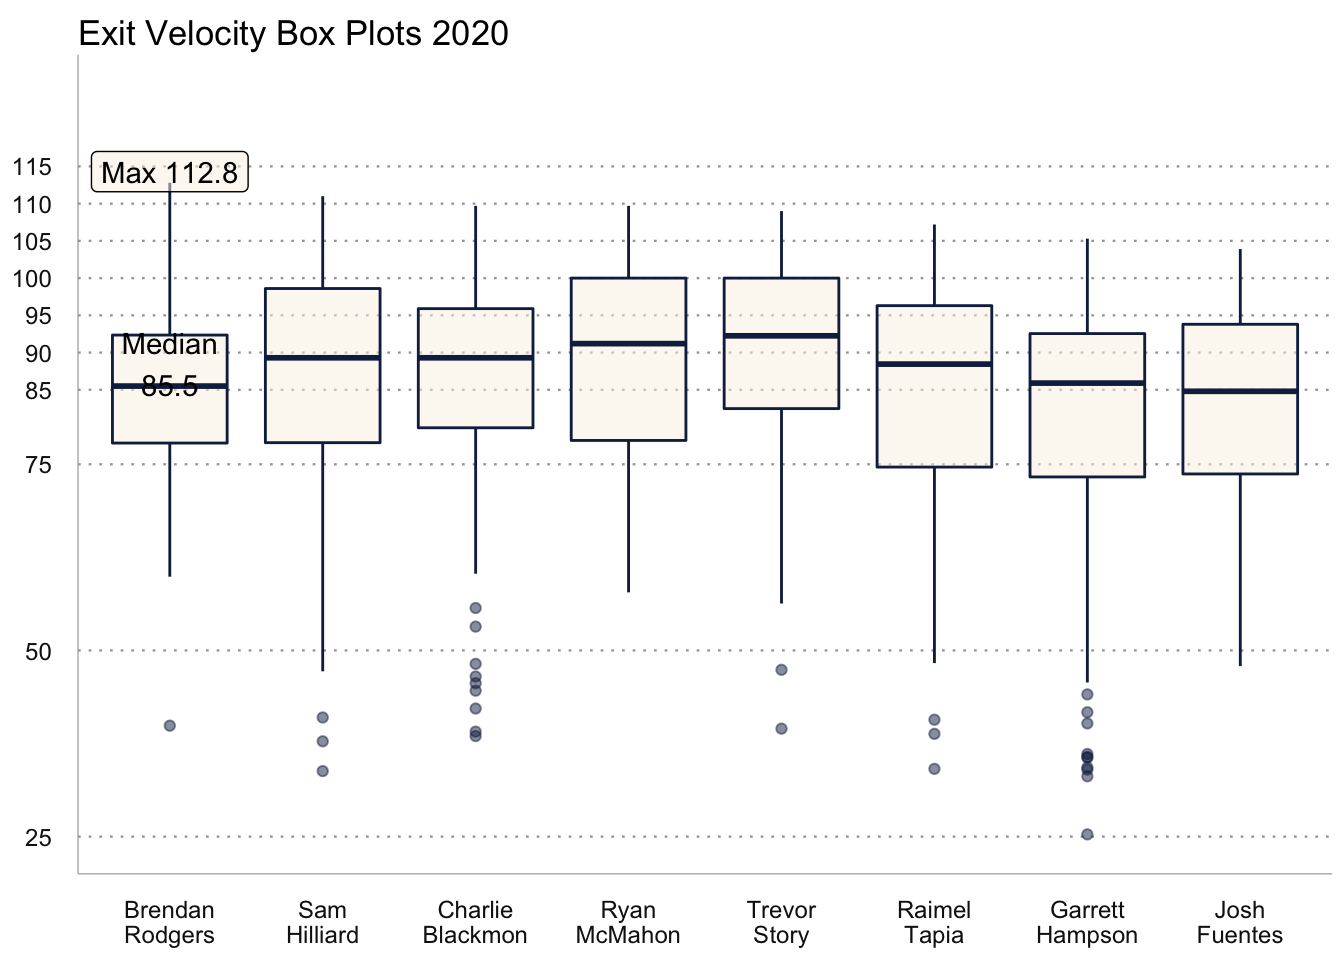 Exit Velocity Box Plots 2020
115
110
105
100
95
90
85
75
50
25
Max 112.8
Median
85.5
Brendan
Rodgers
Sam
Hilliard
Charlie
Blackmon
Ryan
McMahon
Trevor
Story
Raimel
Tapia
Garrett
Hampson
Josh
Fuentes